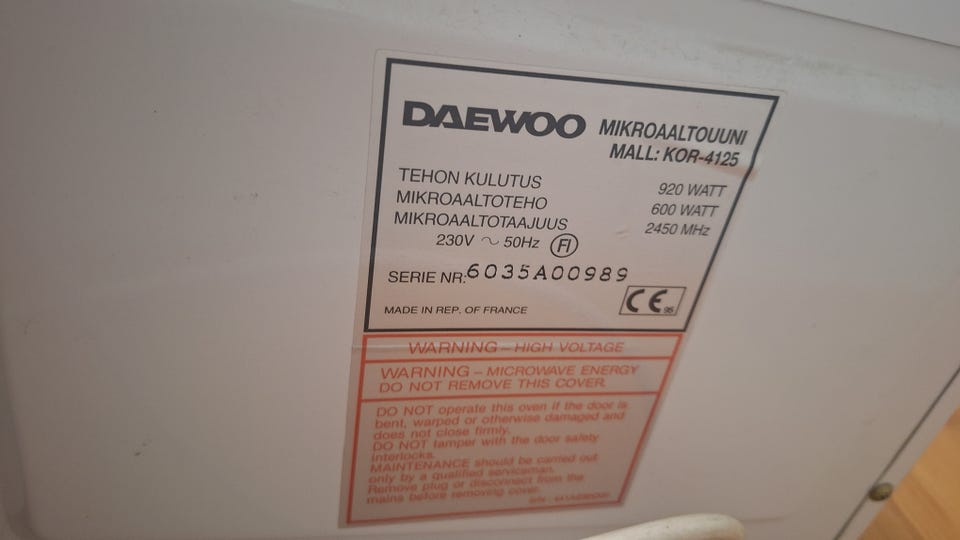 DAEWOO MIKROAALTOUUNI
MALL: KOR-4125
TEHON KULUTUS 920 WATT
MIKROAALTOTEHO 600 WATT
MIKROAALTOTAAJUUS 2450 MHz
230V ~ 50Hz FI
SERIE NR: 6035A00989
MADE IN REP. OF FRANCE CE 95
WARNING – HIGH VOLTAGE
WARNING – MICROWAVE ENERGY
DO NOT REMOVE THIS COVER.
DO NOT operate this oven if the door is
bent, warped or otherwise damaged and
does not close firmly.
DO NOT tamper with the door safety
interlocks.
MAINTENANCE should be carried out
only by a qualified serviceman.
Remove plug or disconnect from the
mains before removing cover.